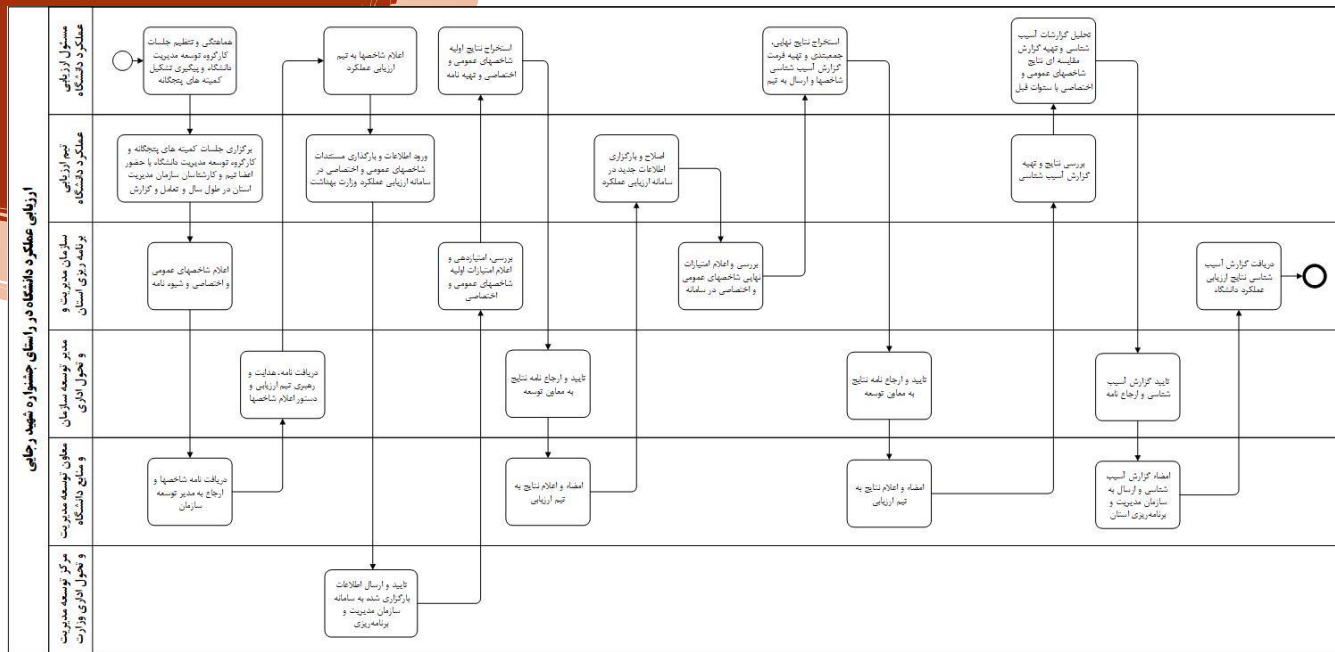 ارزیابی عملکرد دانشگاه در راستای جشنواره شهید رجایی
مسئول ارزیابی
عملکرد دانشگاه
هماهنگی و تنظیم جلسات
کارگروه توسعه مدیریت
دانشگاه و پیگیری تشکیل
کمیته های پنجگانه
اعلام شاخصها به تیم
ارزیابی عملکرد
استخراج نتایج اولیه
شاخصهای عمومی و
اختصاصی و تهیه نامه
استخراج نتایج نهایی،
جمعبندی و تهیه فرمت
گزارش آسیب شناسی
شاخصها و ارسال به تیم
تحلیل گزارشات آسیب
شناسی و تهیه گزارش
مقایسه ای نتایج
شاخصهای عمومی و
اختصاصی با سنوات قبل
تیم ارزیابی
عملکرد دانشگاه
برگزاری جلسات کمیته های پنجگانه و
کارگروه توسعه مدیریت دانشگاه با حضور
اعضا تیم و کارشناسان سازمان مدیریت
استان در طول سال و تعامل و گزارش
ورود اطلاعات و بارگذاری مستندات
شاخصهای عمومی و اختصاصی در
سامانه ارزیابی عملکرد وزارت بهداشت
اصلاح و بارگزاری
اطلاعات جدید در
سامانه ارزیابی عملکرد
بررسی نتایج و تهیه
گزارش آسیب شناسی
سازمان مدیریت و
برنامه ریزی استان
اعلام شاخصهای عمومی
و اختصاصی و شیوه نامه
بررسی، امتیازدهی و
اعلام امتیازات اولیه
شاخصهای عمومی و
اختصاصی
بررسی و اعلام امتیازات
نهایی شاخصهای عمومی
و اختصاصی در سامانه
دریافت گزارش آسیب
شناسی نتایج ارزیابی
عملکرد دانشگاه
مدیر توسعه سازمان
و تحول اداری
دریافت نامه، هدایت و
رهبری تیم ارزیابی و
دستور اعلام شاخصها
تایید و ارجاع نامه نتایج
به معاون توسعه
تایید و ارجاع نامه نتایج
به معاون توسعه
تایید گزارش آسیب
شناسی و ارجاع نامه
معاون توسعه مدیریت
و منابع دانشگاه
دریافت نامه شاخصها و
ارجاع به مدیر توسعه
سازمان
امضاء و اعلام نتایج به
تیم ارزیابی
امضاء و اعلام نتایج به
تیم ارزیابی
امضاء گزارش آسیب
شناسی و ارسال به
سازمان مدیریت و
برنامه‌ریزی استان
مرکز توسعه مدیریت
و تحول اداری وزارت
تایید و ارسال اطلاعات
بارگزاری شده به سامانه
سازمان مدیریت و
برنامه‌ریزی